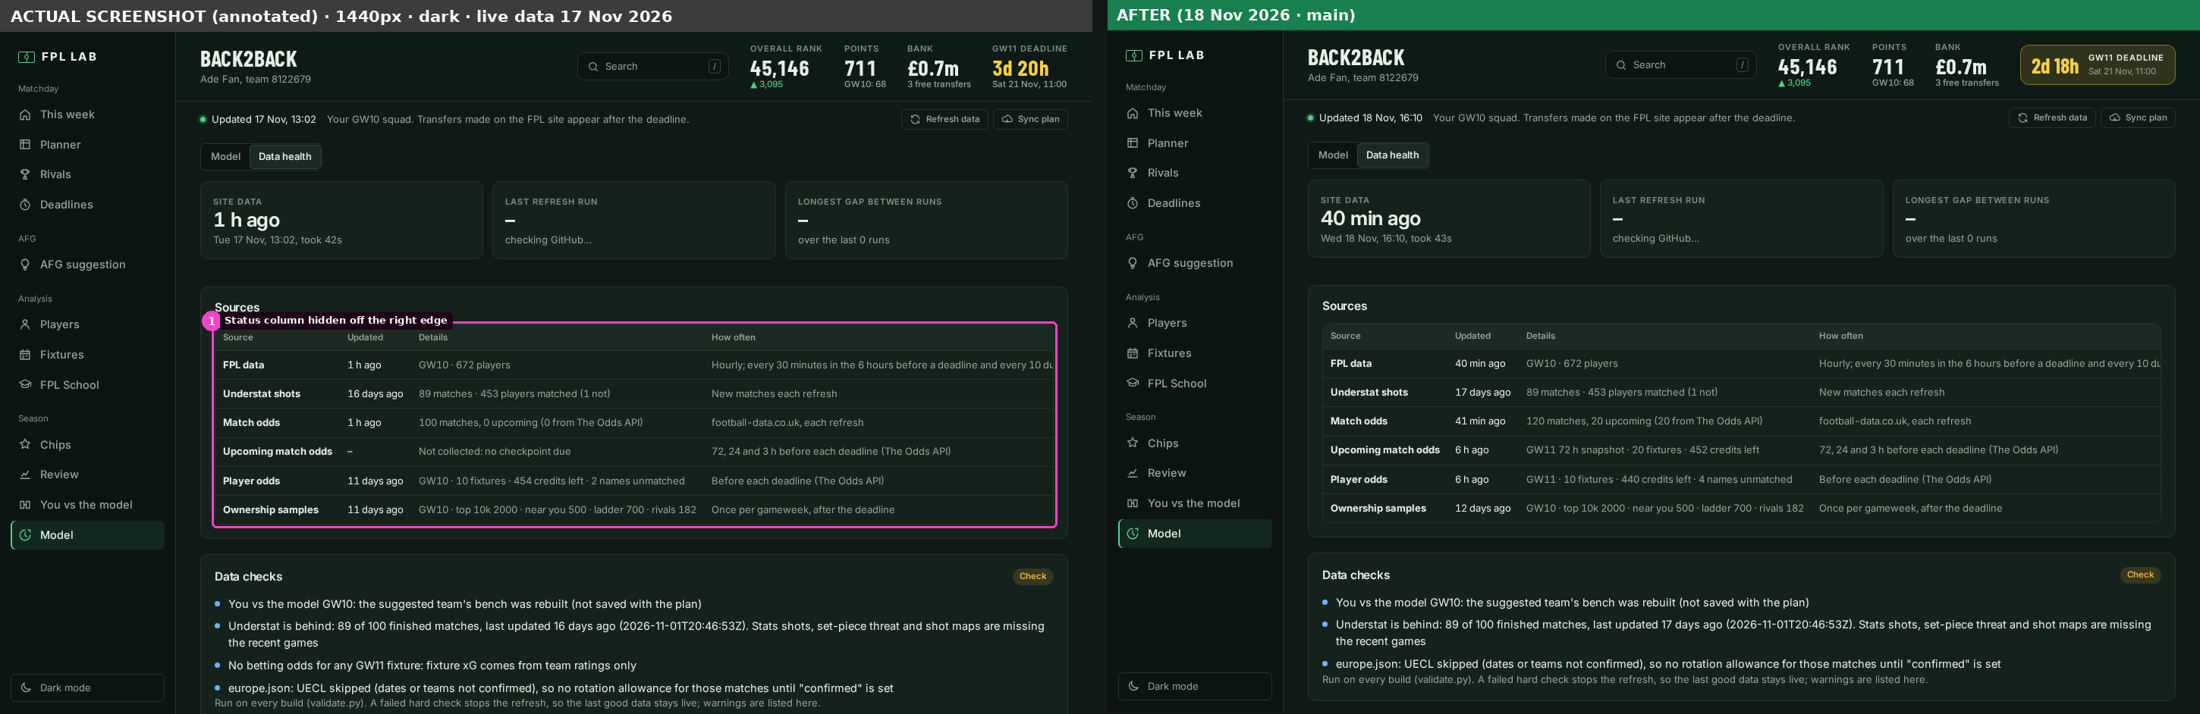 ACTUAL SCREENSHOT (annotated) · 1440px · dark · live data 17 Nov 2026
FPL LAB
Matchday
This week
Planner
Rivals
Deadlines
AFG
AFG suggestion
Analysis
Players
Fixtures
FPL School
Season
Chips
Review
You vs the model
Model
Dark mode
BACK2BACK
Ade Fan, team 8122679
Search /
OVERALL RANK
45,146
▲ 3,095
POINTS
711
GW10: 68
BANK
£0.7m
3 free transfers
GW11 DEADLINE
3d 20h
Sat 21 Nov, 11:00
Updated 17 Nov, 13:02 Your GW10 squad. Transfers made on the FPL site appear after the deadline.
Refresh data
Sync plan
Model
Data health
SITE DATA
1 h ago
Tue 17 Nov, 13:02, took 42s
LAST REFRESH RUN
–
checking GitHub...
LONGEST GAP BETWEEN RUNS
–
over the last 0 runs
Sources
1 Status column hidden off the right edge
Source Updated Details How often
FPL data 1 h ago GW10 · 672 players Hourly; every 30 minutes in the 6 hours before a deadline and every 10 du
Understat shots 16 days ago 89 matches · 453 players matched (1 not) New matches each refresh
Match odds 1 h ago 100 matches, 0 upcoming (0 from The Odds API) football-data.co.uk, each refresh
Upcoming match odds – Not collected: no checkpoint due 72, 24 and 3 h before each deadline (The Odds API)
Player odds 11 days ago GW10 · 10 fixtures · 454 credits left · 2 names unmatched Before each deadline (The Odds API)
Ownership samples 11 days ago GW10 · top 10k 2000 · near you 500 · ladder 700 · rivals 182 Once per gameweek, after the deadline
Data checks
Check
You vs the model GW10: the suggested team's bench was rebuilt (not saved with the plan)
Understat is behind: 89 of 100 finished matches, last updated 16 days ago (2026-11-01T20:46:53Z). Stats shots, set-piece threat and shot maps are missing
the recent games
No betting odds for any GW11 fixture: fixture xG comes from team ratings only
europe.json: UECL skipped (dates or teams not confirmed), so no rotation allowance for those matches until "confirmed" is set
Run on every build (validate.py). A failed hard check stops the refresh, so the last good data stays live; warnings are listed here.
AFTER (18 Nov 2026 · main)
FPL LAB
Matchday
This week
Planner
Rivals
Deadlines
AFG
AFG suggestion
Analysis
Players
Fixtures
FPL School
Season
Chips
Review
You vs the model
Model
Dark mode
BACK2BACK
Ade Fan, team 8122679
Search /
OVERALL RANK
45,146
▲ 3,095
POINTS
711
GW10: 68
BANK
£0.7m
3 free transfers
2d 18h
GW11 DEADLINE
Sat 21 Nov, 11:00
Updated 18 Nov, 16:10 Your GW10 squad. Transfers made on the FPL site appear after the deadline.
Refresh data
Sync plan
Model
Data health
SITE DATA
40 min ago
Wed 18 Nov, 16:10, took 43s
LAST REFRESH RUN
–
checking GitHub...
LONGEST GAP BETWEEN RUNS
–
over the last 0 runs
Sources
Source Updated Details How often
FPL data 40 min ago GW10 · 672 players Hourly; every 30 minutes in the 6 hours before a deadline and every 10 du
Understat shots 17 days ago 89 matches · 453 players matched (1 not) New matches each refresh
Match odds 41 min ago 120 matches, 20 upcoming (20 from The Odds API) football-data.co.uk, each refresh
Upcoming match odds 6 h ago GW11 72 h snapshot · 20 fixtures · 452 credits left 72, 24 and 3 h before each deadline (The Odds API)
Player odds 6 h ago GW11 · 10 fixtures · 440 credits left · 4 names unmatched Before each deadline (The Odds API)
Ownership samples 12 days ago GW10 · top 10k 2000 · near you 500 · ladder 700 · rivals 182 Once per gameweek, after the deadline
Data checks
Check
You vs the model GW10: the suggested team's bench was rebuilt (not saved with the plan)
Understat is behind: 89 of 100 finished matches, last updated 17 days ago (2026-11-01T20:46:53Z). Stats shots, set-piece threat and shot maps are missing
the recent games
europe.json: UECL skipped (dates or teams not confirmed), so no rotation allowance for those matches until "confirmed" is set
Run on every build (validate.py). A failed hard check stops the refresh, so the last good data stays live; warnings are listed here.